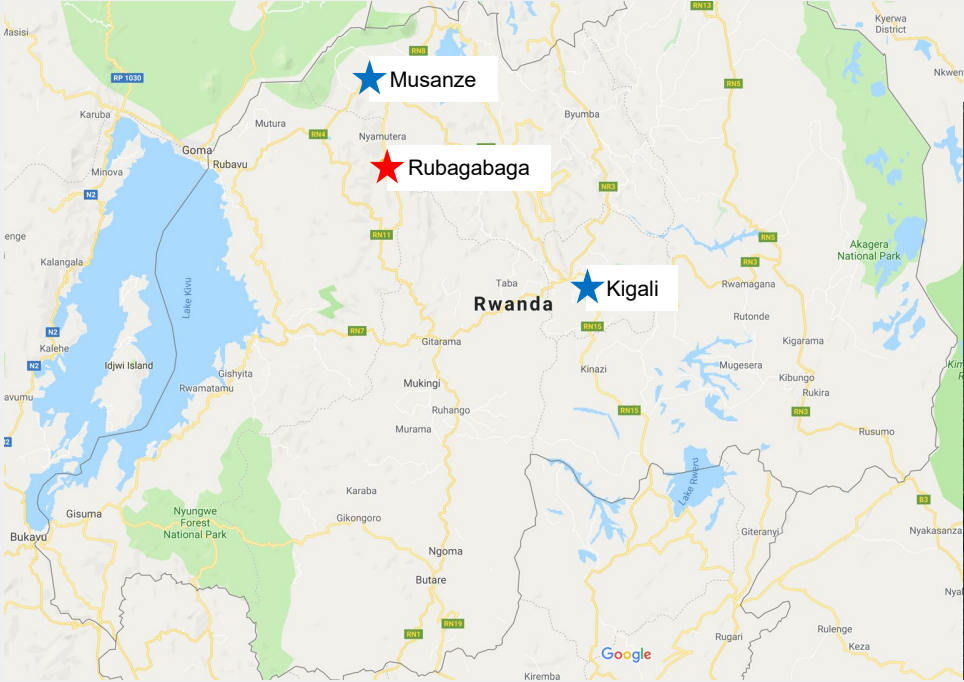 RN13
Kyerwa
District
Masisi
RN8
Musanze
RP 1030
RN5
Karuba
Mutura
RN4
Nyamutera
Byumba
Goma
Rubavu
Minova
Rubagabaga
N2
NR3
RN11
RN5
Akagera
National Park
Kalangala
RN3
Taba
Kigali
Rwamagana
Lake Kivu
Rwanda
Rutonde
N2
RN7
RN15
Kalehe
Gitarama
Kigarama
N2
Idjwi Island
Gishyita
Kinazi
Mugesera
Kibungo
Rwamatamu
Mukingi
Rukira
Ruhango
RN15
RN3
Murama
Rusumo
Lake Rweru
Karaba
B3
Gisuma
Nyungwe
Forest
National Park
Gikongoro
Bukavu
Giteranyi
Nyakasanza
Ngoma
Butare
RN19
RN1
Rugari
Rulenge
Keza
Google
Kiremba